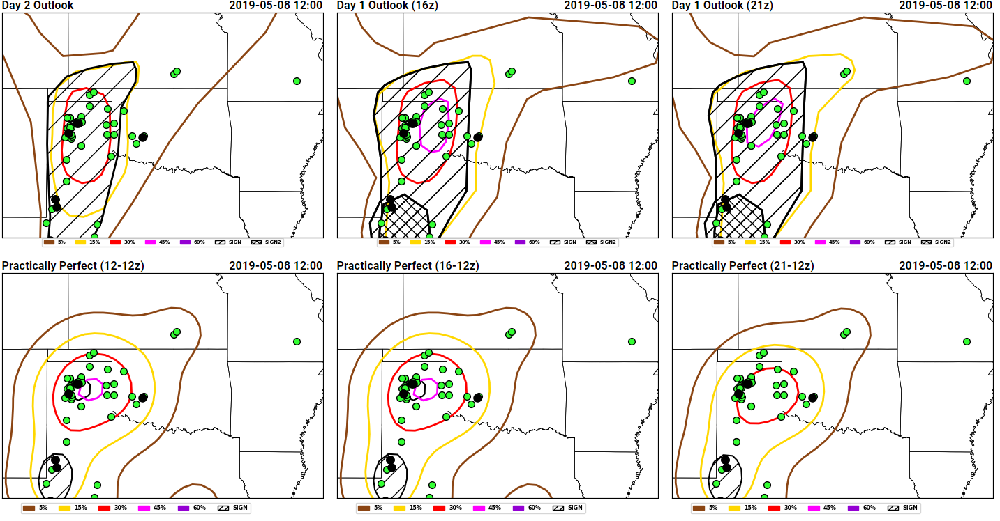 Day 2 Outlook 2019-05-08 12:00
Day 1 Outlook (16z) 2019-05-08 12:00
Day 1 Outlook (21z) 2019-05-08 12:00
5% 15% 30% 45% 60% SIGN SIGN2
5% 15% 30% 45% 60% SIGN SIGN2
5% 15% 30% 45% 60% SIGN SIGN2
Practically Perfect (12-12z) 2019-05-08 12:00
Practically Perfect (16-12z) 2019-05-08 12:00
Practically Perfect (21-12z) 2019-05-08 12:00
5% 15% 30% 45% 60% SIGN
5% 15% 30% 45% 60% SIGN
5% 15% 30% 45% 60% SIGN